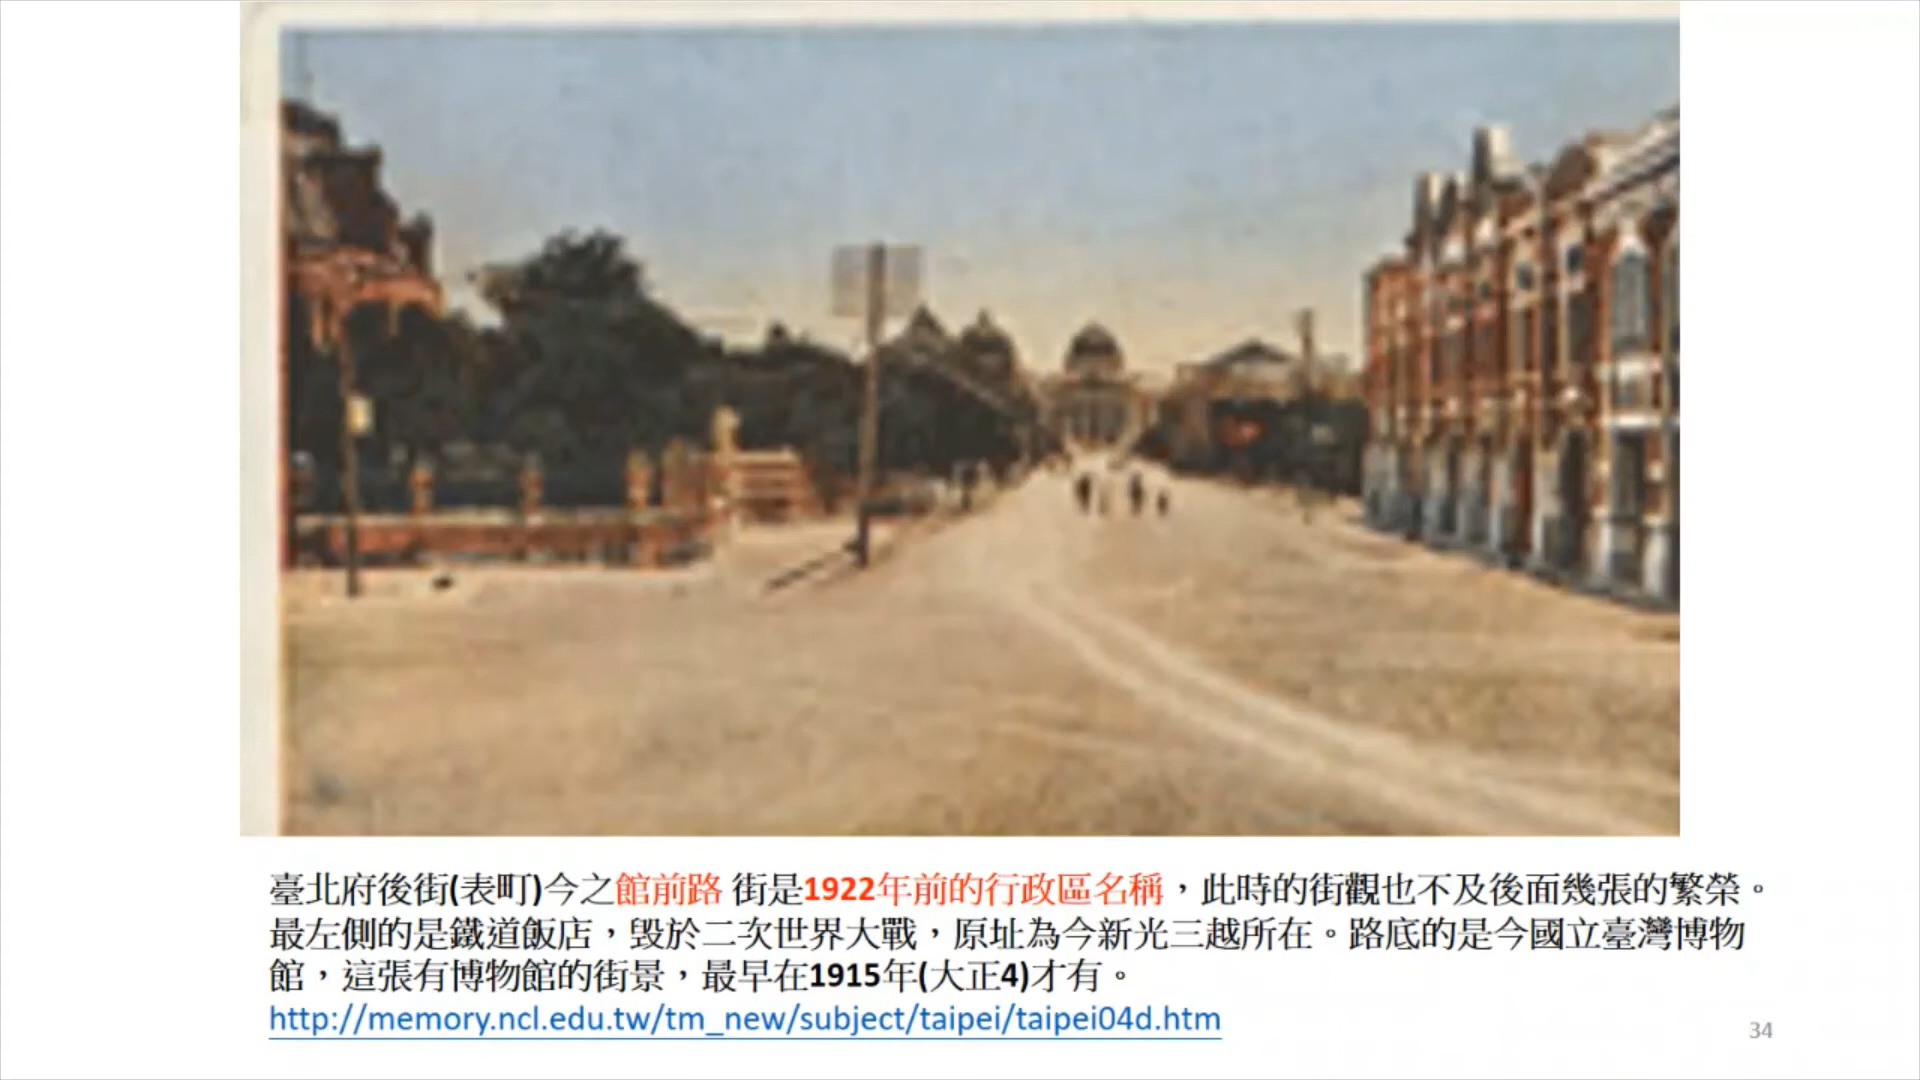 臺北府後街(表町)今之館前路 街是1922年前的行政區名稱，此時的街觀也不及後面幾張的繁榮。
最左側的是鐵道飯店，毀於二次世界大戰，原址為今新光三越所在。路底的是今國立臺灣博物
館，這張有博物館的街景，最早在1915年(大正4)才有。
http://memory.ncl.edu.tw/tm_new/subject/taipei/taipei04d.htm
34